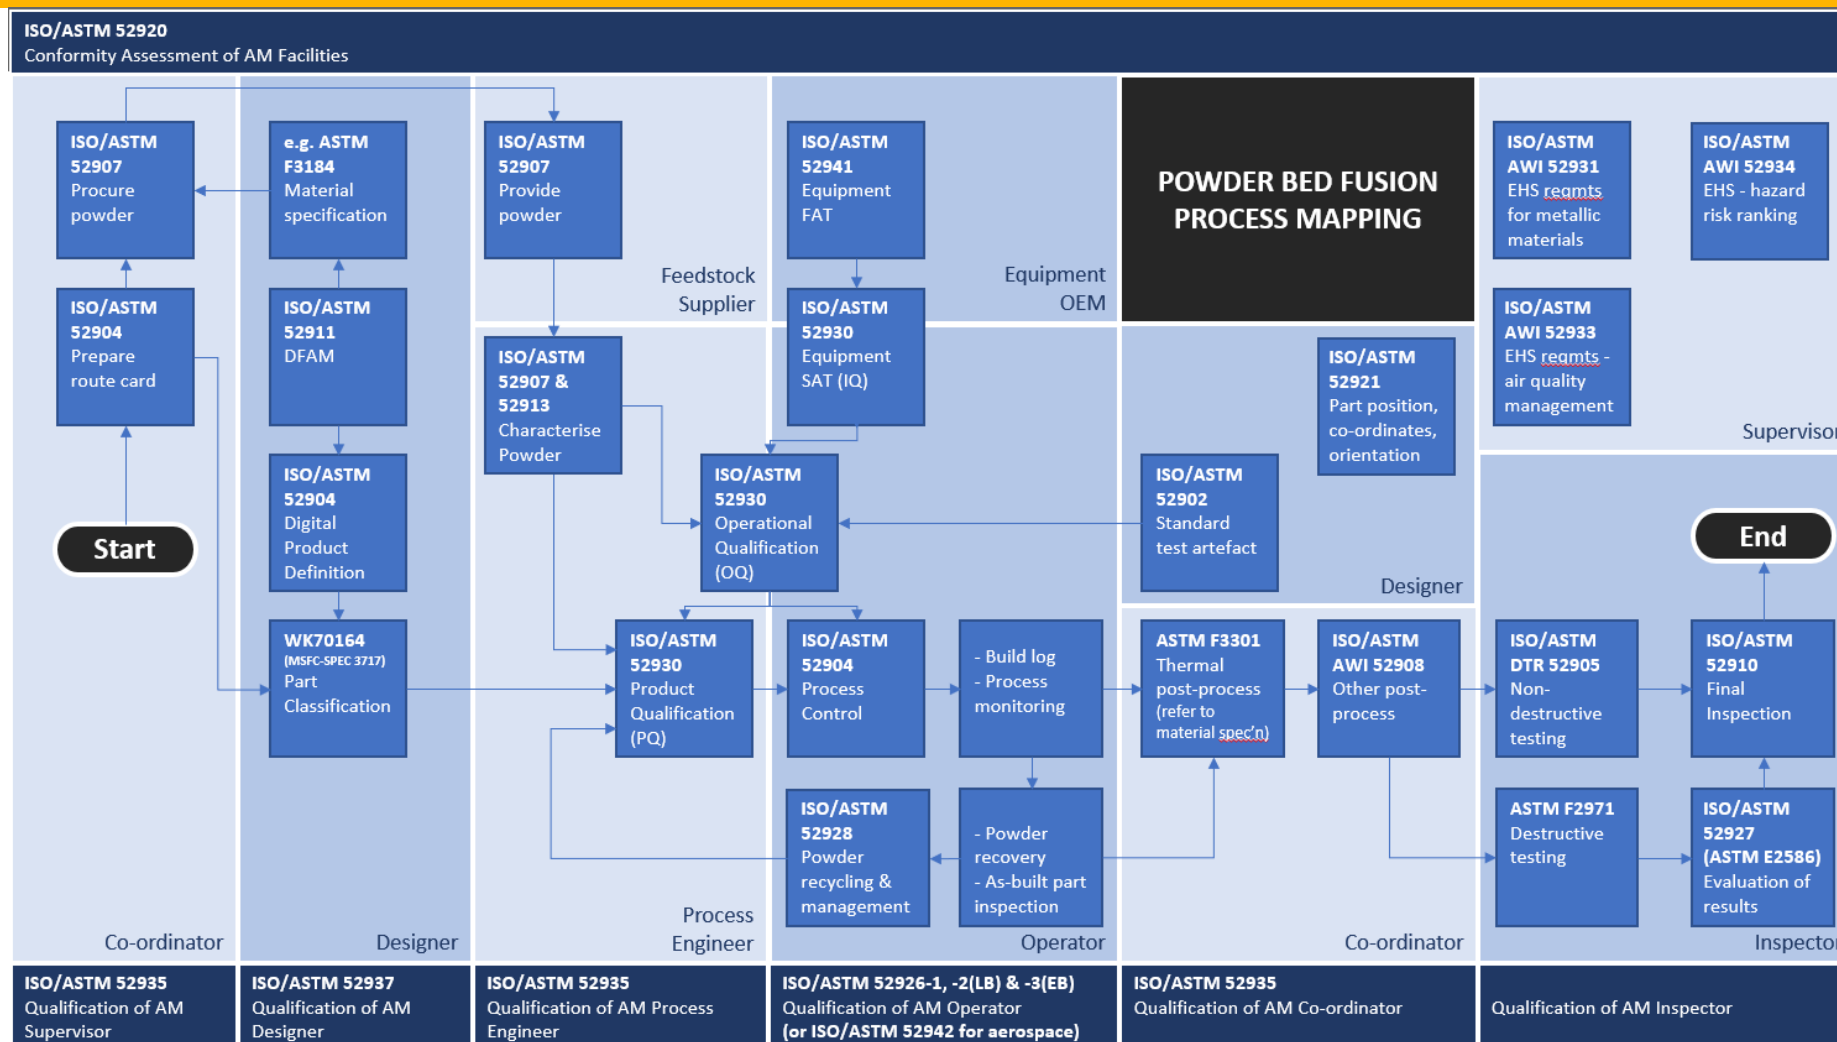 ISO/ASTM 52920
Conformity Assessment of AM Facilities
ISO/ASTM
52907
Procure
powder
ISO/ASTM
52904
Prepare
route card
Start
Co-ordinator
e.g. ASTM
F3184
Material
specification
ISO/ASTM
52911
DFAM
ISO/ASTM
52904
Digital
Product
Definition
WK70164
(MSFC-SPEC 3717)
Part
Classification
Designer
ISO/ASTM
52907
Provide
powder
Feedstock
Supplier
ISO/ASTM
52907 &
52913
Characterise
Powder
ISO/ASTM
52930
Product
Qualification
(PQ)
Process
Engineer
ISO/ASTM
52941
Equipment
FAT
Equipment
OEM
ISO/ASTM
52930
Equipment
SAT (IQ)
ISO/ASTM
52930
Operational
Qualification
(OQ)
ISO/ASTM
52904
Process
Control
- Build log
- Process
monitoring
ISO/ASTM
52928
Powder
recycling &
management
- Powder
recovery
- As-built part
inspection
Operator
POWDER BED FUSION
PROCESS MAPPING
ISO/ASTM
52921
Part position,
co-ordinates,
orientation
ISO/ASTM
52902
Standard
test artefact
Designer
ASTM F3301
Thermal
post-process
(refer to
material spec'n)
ISO/ASTM
AWI 52908
Other post-
process
Co-ordinator
ISO/ASTM
AWI 52931
EHS reqmts
for metallic
materials
ISO/ASTM
AWI 52934
EHS - hazard
risk ranking
ISO/ASTM
AWI 52933
EHS reqmts -
air quality
management
Supervisor
End
ISO/ASTM
DTR 52905
Non-
destructive
testing
ISO/ASTM
52910
Final
Inspection
ASTM F2971
Destructive
testing
ISO/ASTM
52927
(ASTM E2586)
Evaluation of
results
Inspector
ISO/ASTM 52935
Qualification of AM
Supervisor
ISO/ASTM 52937
Qualification of AM
Designer
ISO/ASTM 52935
Qualification of AM Process
Engineer
ISO/ASTM 52926-1, -2(LB) & -3(EB)
Qualification of AM Operator
(or ISO/ASTM 52942 for aerospace)
ISO/ASTM 52935
Qualification of AM Co-ordinator
Qualification of AM Inspector